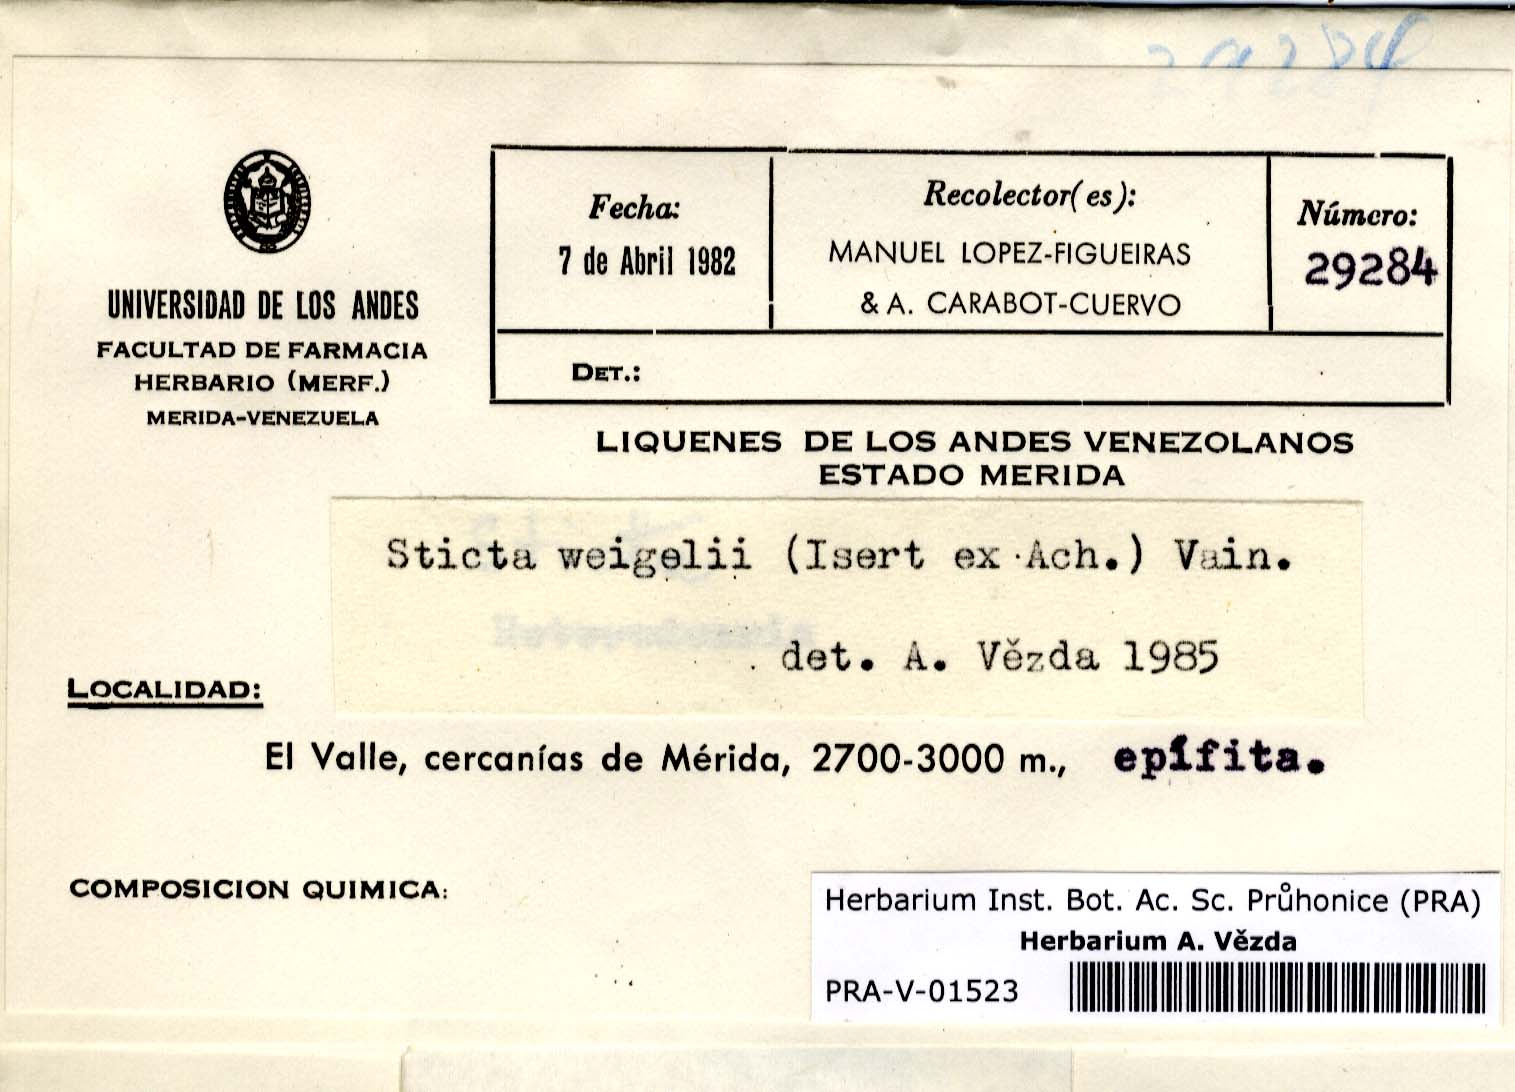 29284
UNIVERSIDAD DE LOS ANDES
FACULTAD DE FARMACIA
HERBARIO (MERF.)
MERIDA-VENEZUELA
Fecha:
7 de Abril 1982
Recolector(es):
MANUEL LOPEZ-FIGUEIRAS
& A. CARABOT-CUERVO
Número:
29284
DET.:
LIQUENES DE LOS ANDES VENEZOLANOS
ESTADO MERIDA
Sticta weigelii (Isert ex Ach.) Vain.
det. A. Vězda 1985
LOCALIDAD:
El Valle, cercanías de Mérida, 2700-3000 m., epífita.
COMPOSICION QUIMICA:
Herbarium Inst. Bot. Ac. Sc. Průhonice (PRA)
Herbarium A. Vězda
PRA-V-01523